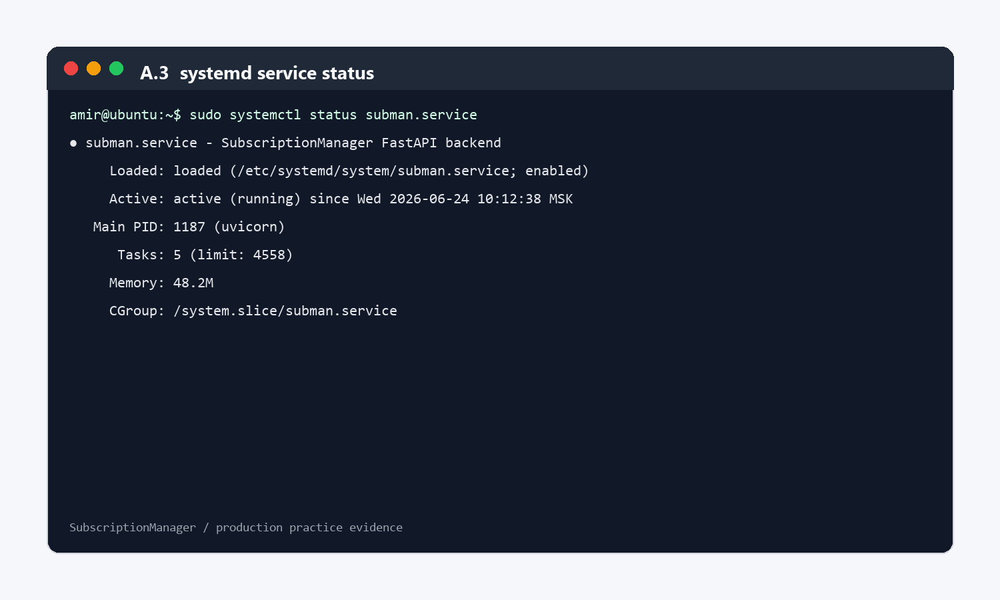 A.3 systemd service status
amir@ubuntu:~$ sudo systemctl status subman.service
● subman.service - SubscriptionManager FastAPI backend
Loaded: loaded (/etc/systemd/system/subman.service; enabled)
Active: active (running) since Wed 2026-06-24 10:12:38 MSK
Main PID: 1187 (uvicorn)
Tasks: 5 (limit: 4558)
Memory: 48.2M
CGroup: /system.slice/subman.service
SubscriptionManager / production practice evidence